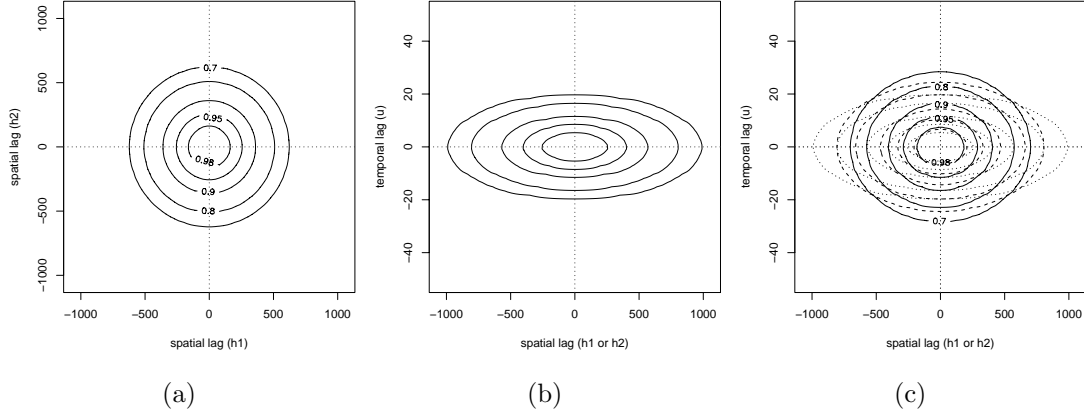 0.7
0.95
0.98
0.9
0.8
−1000 −500 0 500 1000
−1000 −500 0 500 1000
spatial lag (h1)
spatial lag (h2)
(a)
−1000 −500 0 500 1000
−40 −20 0 20 40
spatial lag (h1 or h2)
temporal lag (u)
(b)
0.8
0.9
0.95
0.98
0.7
−1000 −500 0 500 1000
−40 −20 0 20 40
spatial lag (h1 or h2)
temporal lag (u)
(c)